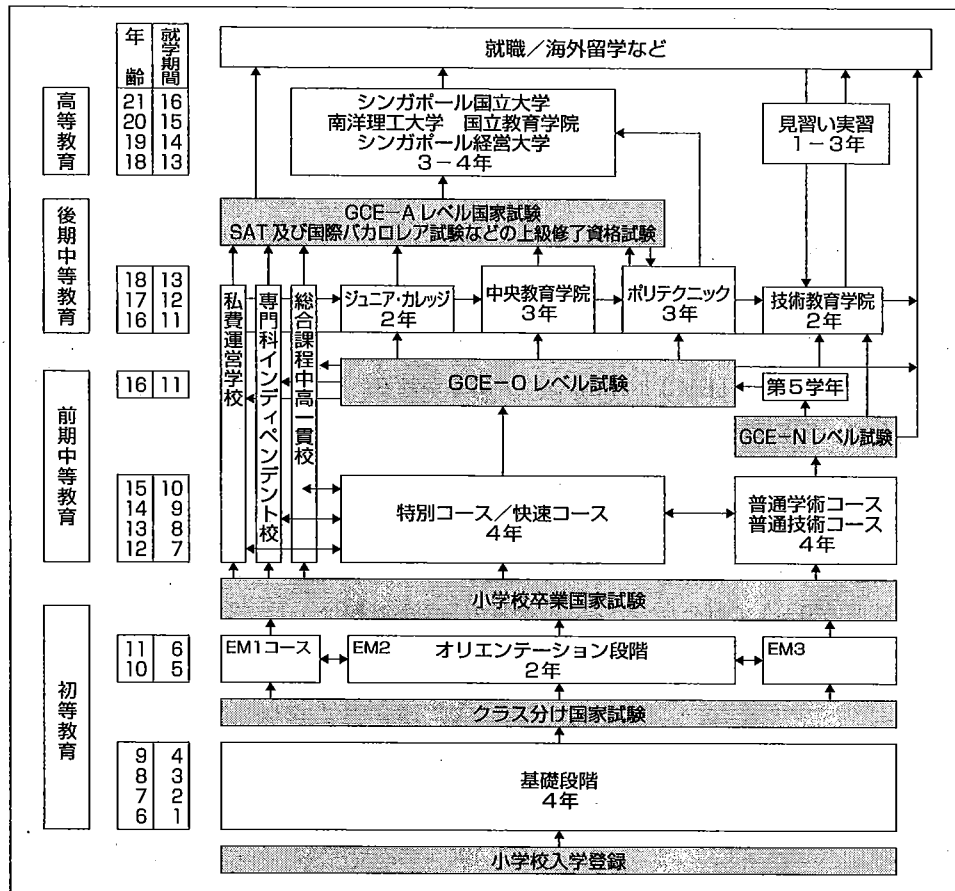 年齢
就学期間
就職／海外留学など
高等教育
21 16
20 15
19 14
18 13
シンガポール国立大学
南洋理工大学　国立教育学院
シンガポール経営大学
3－4年
見習い実習
1－3年
GCE－A レベル国家試験
SAT 及び国際バカロレア試験などの上級修了資格試験
後期中等教育
18 13
17 12
16 11
私費運営学校
専門科インディペンデント校
総合課程中高一貫校
ジュニア・カレッジ
2年
中央教育学院
3年
ポリテクニック
3年
技術教育学院
2年
前期中等教育
16 11
GCE－O レベル試験
第5学年
GCE－N レベル試験
15 10
14 9
13 8
12 7
特別コース／快速コース
4年
普通学術コース
普通技術コース
4年
小学校卒業国家試験
初等教育
11 6
10 5
EM1コース
EM2
オリエンテーション段階
2年
EM3
クラス分け国家試験
9 4
8 3
7 2
6 1
基礎段階
4年
小学校入学登録